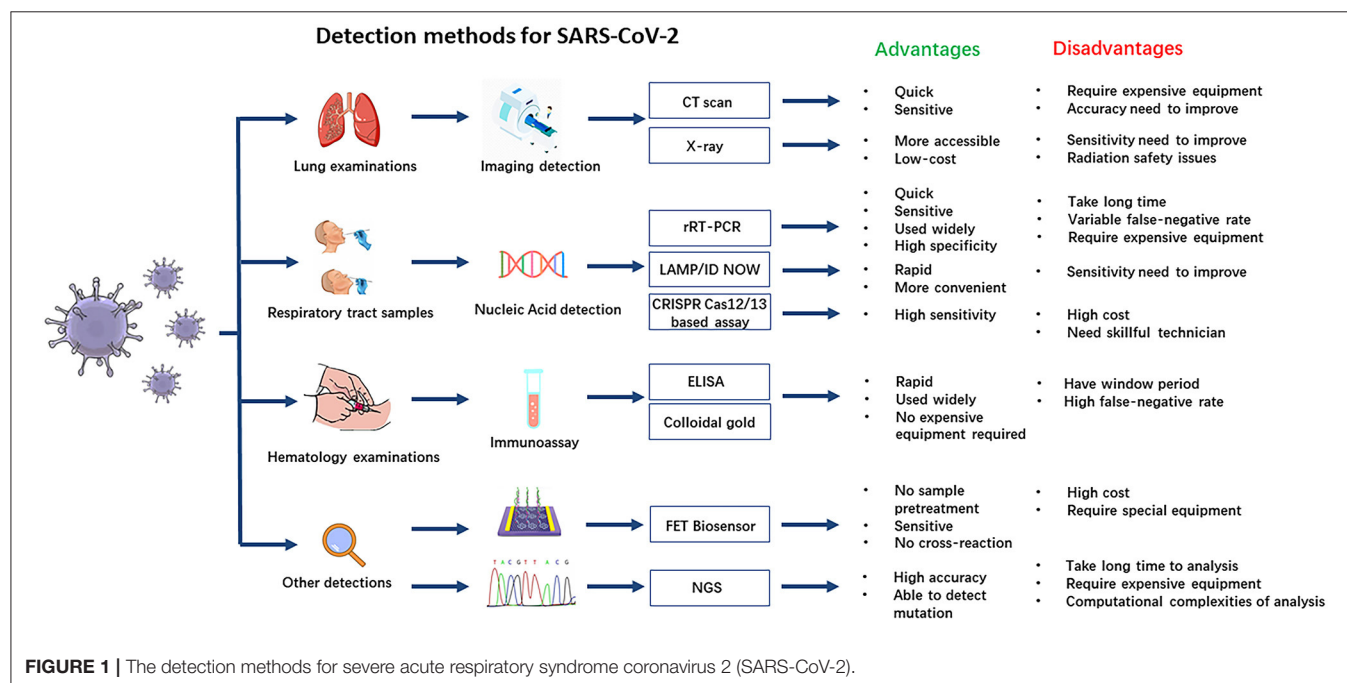 Detection methods for SARS-CoV-2
Advantages
Disadvantages
Lung examinations
Imaging detection
CT scan
• Quick
• Sensitive
• Require expensive equipment
• Accuracy need to improve
X-ray
• More accessible
• Low-cost
• Sensitivity need to improve
• Radiation safety issues
Respiratory tract samples
Nucleic Acid detection
rRT-PCR
• Quick
• Sensitive
• Used widely
• High specificity
• Take long time
• Variable false-negative rate
• Require expensive equipment
LAMP/ID NOW
• Rapid
• More convenient
• Sensitivity need to improve
CRISPR Cas12/13
based assay
• High sensitivity
• High cost
• Need skillful technician
Hematology examinations
Immunoassay
ELISA
Colloidal gold
• Rapid
• Used widely
• No expensive
equipment required
• Have window period
• High false-negative rate
Other detections
FET Biosensor
• No sample
pretreatment
• Sensitive
• No cross-reaction
• High cost
• Require special equipment
T A C G T T A C G
NGS
• High accuracy
• Able to detect
mutation
• Take long time to analysis
• Require expensive equipment
• Computational complexities of analysis
FIGURE 1 | The detection methods for severe acute respiratory syndrome coronavirus 2 (SARS-CoV-2).